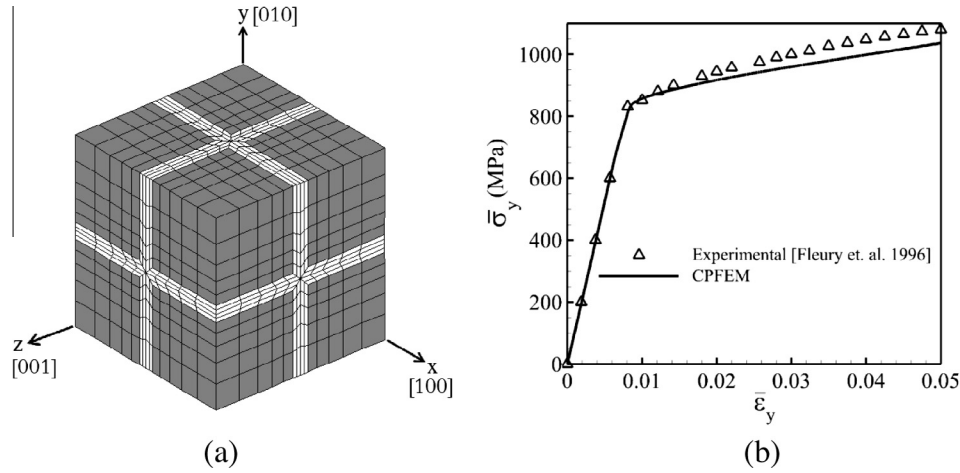 y [010]
z
[001]
x
[100]
(a)
1000
800
600
400
200
0
σ̄y (MPa)
Experimental [Fleury et. al. 1996]
CPFEM
0 0.01 0.02 0.03 0.04 0.05
ε̄y
(b)